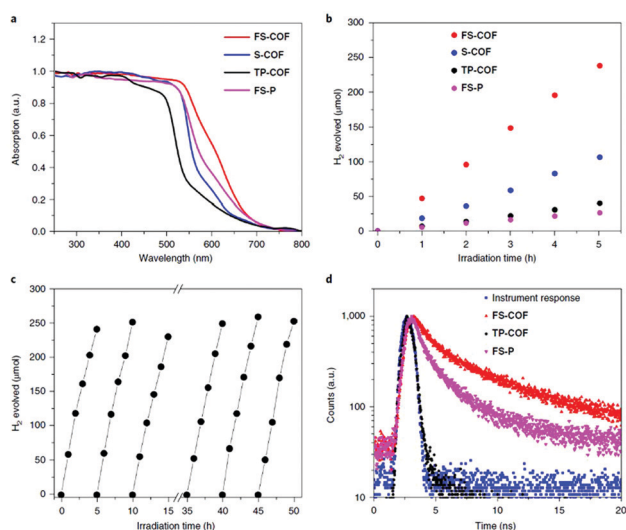 a
FS-COF
S-COF
TP-COF
FS-P
1.2
1.0
0.8
0.6
0.4
0.2
0
Absorption (a.u.)
300 400 500 600 700 800
Wavelength (nm)
b
FS-COF
S-COF
TP-COF
FS-P
300
250
200
150
100
50
0
H2 evolved (μmol)
0 1 2 3 4 5
Irradiation time (h)
c
300
250
200
150
100
50
0
H2 evolved (μmol)
0 5 10 15 35 40 45 50
Irradiation time (h)
d
Instrument response
FS-COF
TP-COF
FS-P
1,000
100
10
Counts (a.u.)
0 5 10 15 20
Time (ns)